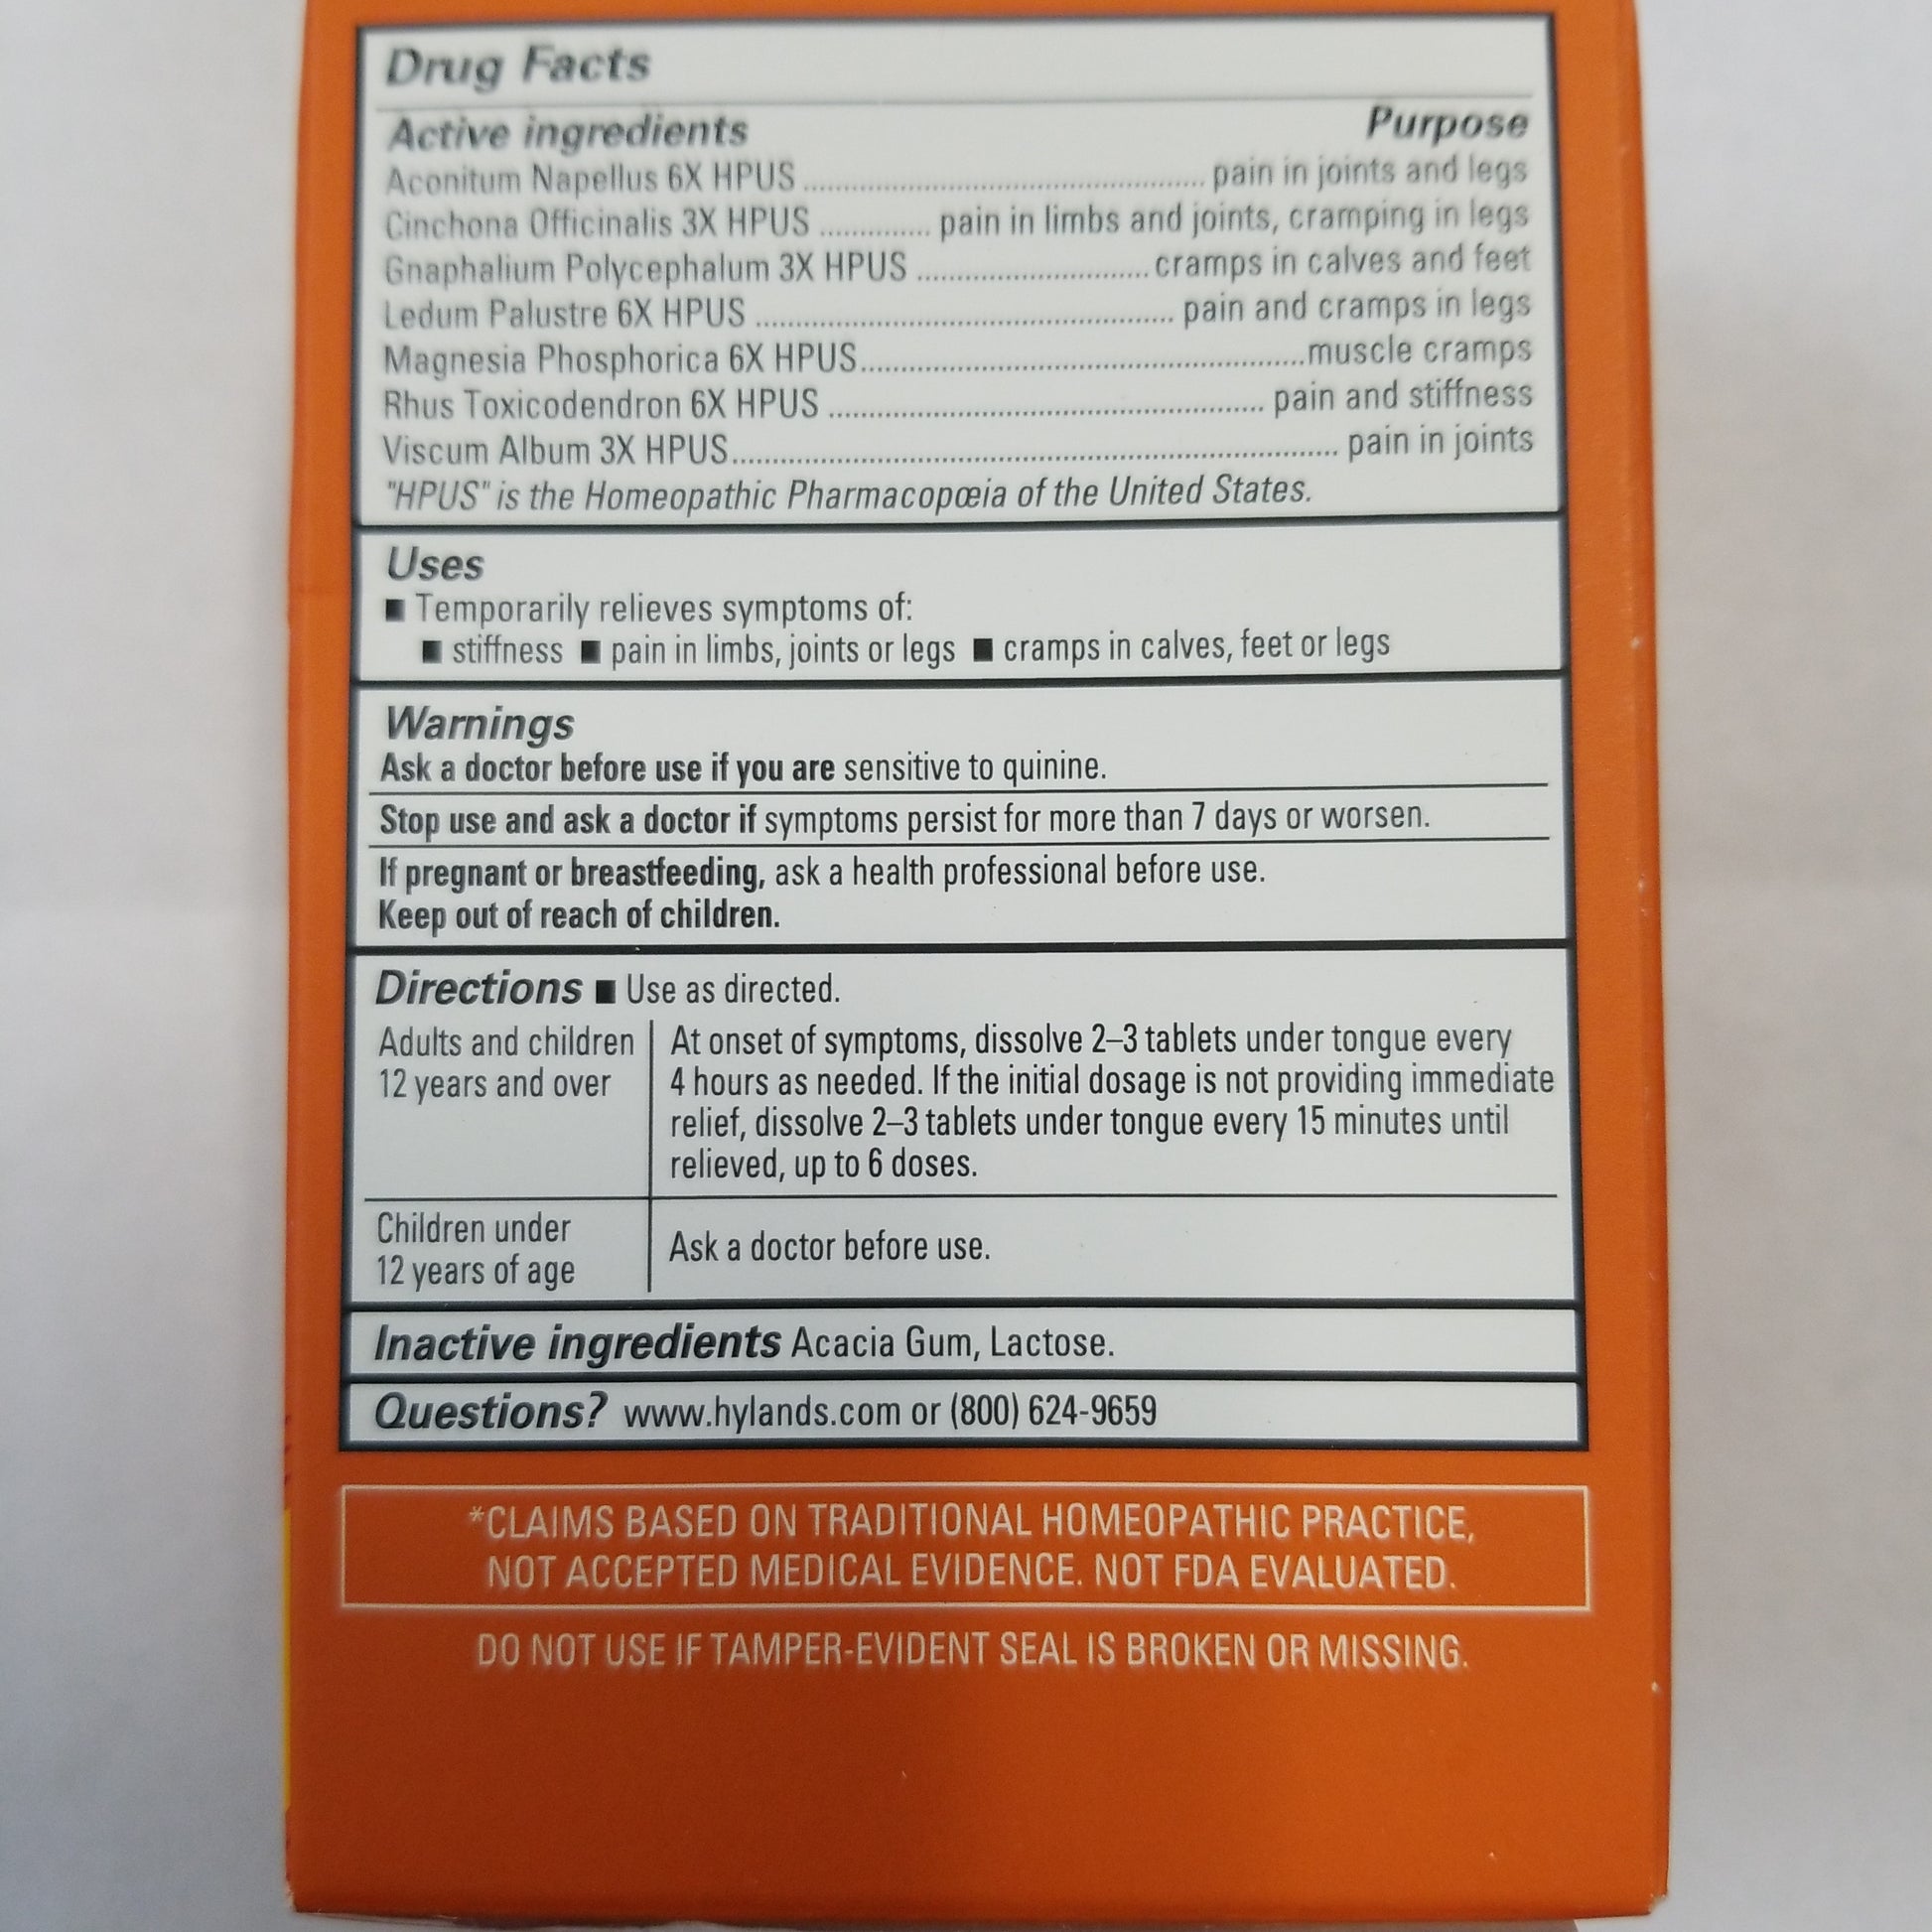 Drug Facts
Active ingredients Purpose
Aconitum Napellus 6X HPUS ........ pain in joints and legs
Cinchona Officinalis 3X HPUS ........ pain in limbs and joints, cramping in legs
Gnaphalium Polycephalum 3X HPUS ........ cramps in calves and feet
Ledum Palustre 6X HPUS ........ pain and cramps in legs
Magnesia Phosphorica 6X HPUS ........ muscle cramps
Rhus Toxicodendron 6X HPUS ........ pain and stiffness
Viscum Album 3X HPUS ........ pain in joints
"HPUS" is the Homeopathic Pharmacopœia of the United States.
Uses
■ Temporarily relieves symptoms of:
■ stiffness ■ pain in limbs, joints or legs ■ cramps in calves, feet or legs
Warnings
Ask a doctor before use if you are sensitive to quinine.
Stop use and ask a doctor if symptoms persist for more than 7 days or worsen.
If pregnant or breastfeeding, ask a health professional before use.
Keep out of reach of children.
Directions ■ Use as directed.
Adults and children
12 years and over
At onset of symptoms, dissolve 2–3 tablets under tongue every
4 hours as needed. If the initial dosage is not providing immediate
relief, dissolve 2–3 tablets under tongue every 15 minutes until
relieved, up to 6 doses.
Children under
12 years of age
Ask a doctor before use.
Inactive ingredients Acacia Gum, Lactose.
Questions? www.hylands.com or (800) 624-9659
*CLAIMS BASED ON TRADITIONAL HOMEOPATHIC PRACTICE,
NOT ACCEPTED MEDICAL EVIDENCE. NOT FDA EVALUATED.
DO NOT USE IF TAMPER-EVIDENT SEAL IS BROKEN OR MISSING.